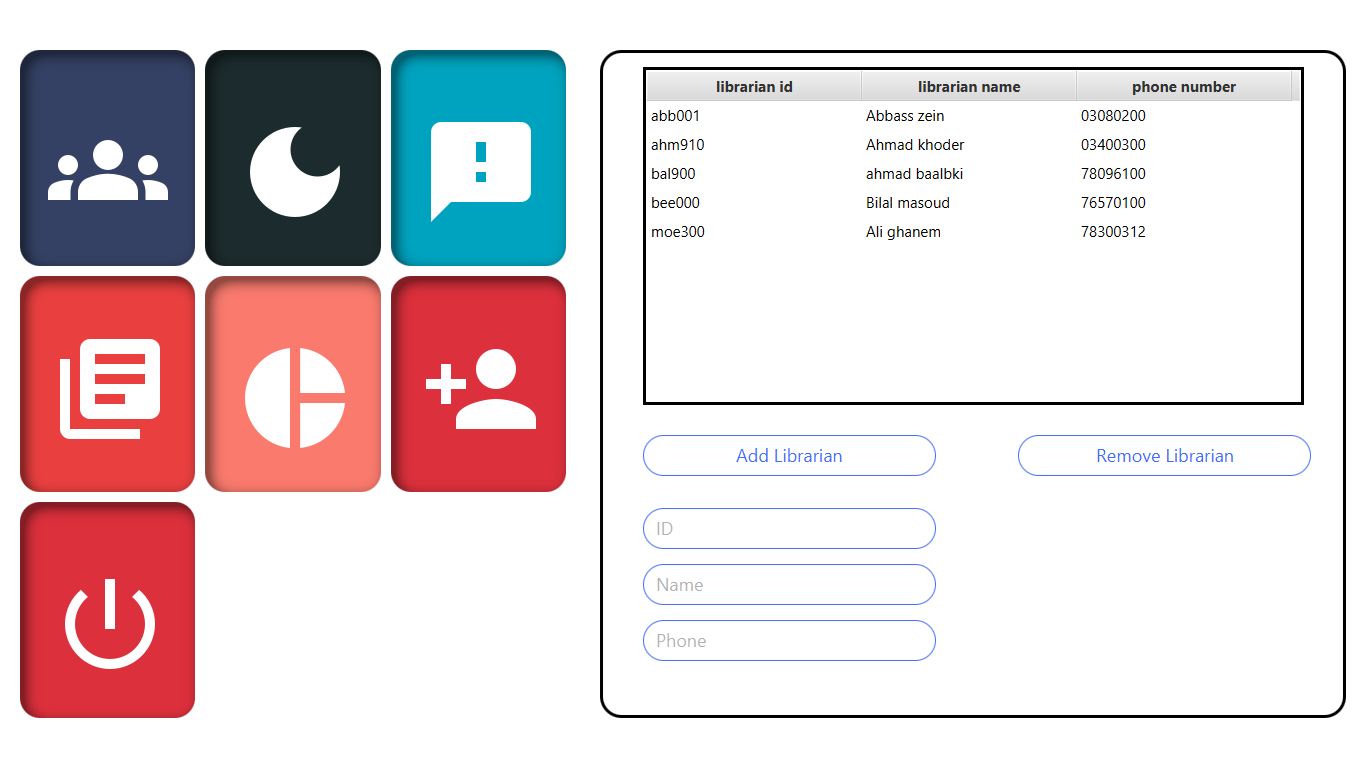 librarian id librarian name phone number
abb001 Abbass zein 03080200
ahm910 Ahmad khoder 03400300
bal900 ahmad baalbki 78096100
bee000 Bilal masoud 76570100
moe300 Ali ghanem 78300312
Add Librarian Remove Librarian
ID
Name
Phone